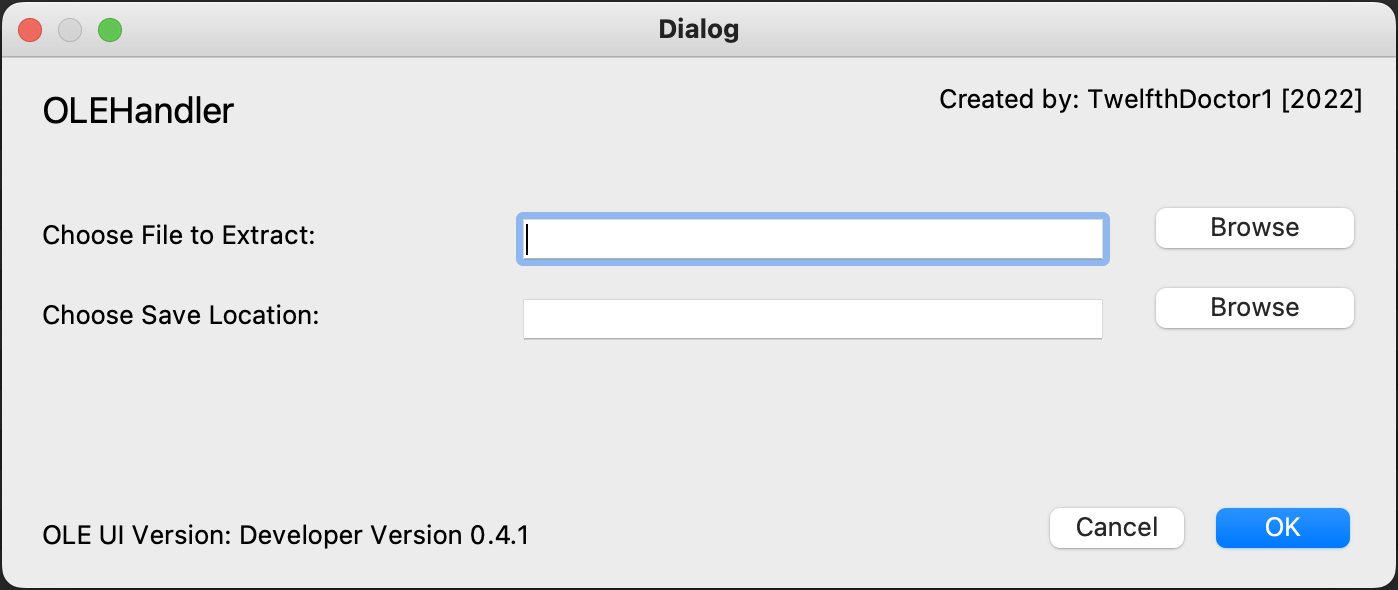 Dialog
OLEHandler
Created by: TwelfthDoctor1 [2022]
Choose File to Extract:
Browse
Choose Save Location:
Browse
OLE UI Version: Developer Version 0.4.1
Cancel
OK